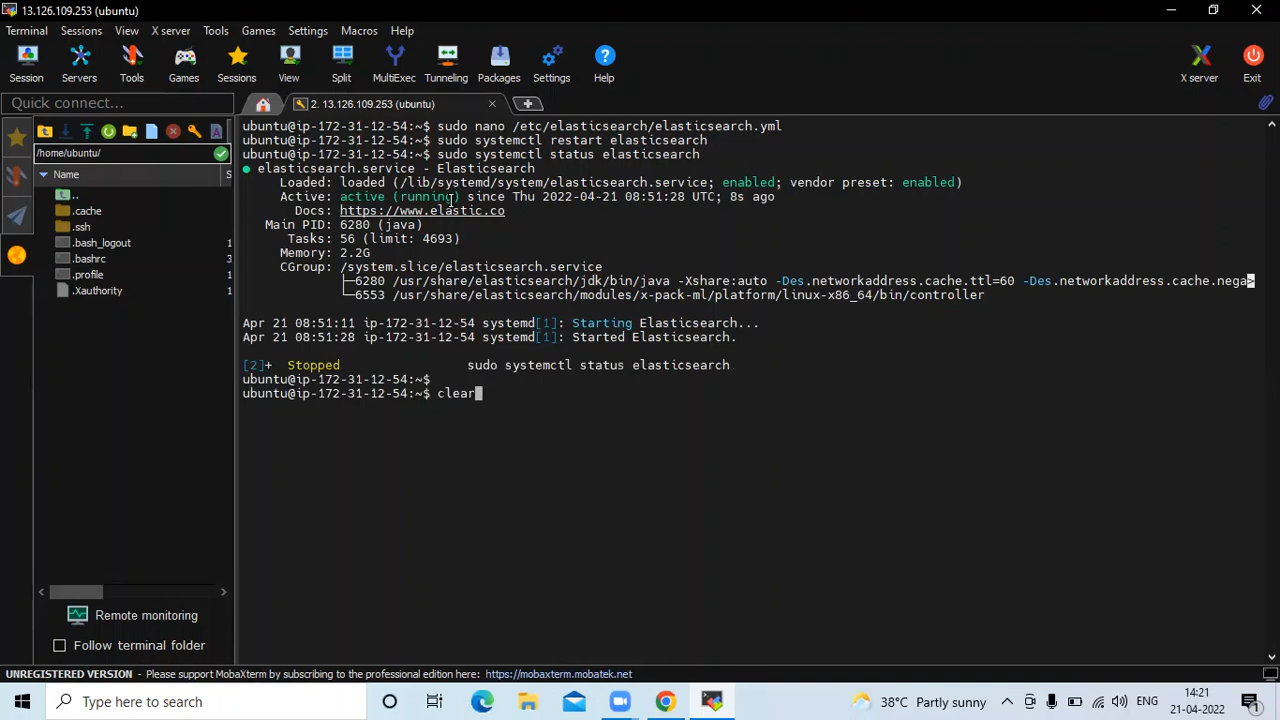 13.126.109.253 (ubuntu)
Terminal Sessions View X server Tools Games Settings Macros Help
Session Servers Tools Games Sessions View Split MultiExec Tunneling Packages Settings Help X server Exit
Quick connect...
2. 13.126.109.253 (ubuntu)
/home/ubuntu/
Name S
..
.cache
.ssh
.bash_logout 1
.bashrc 3
.profile 1
.Xauthority 1
Remote monitoring
Follow terminal folder
ubuntu@ip-172-31-12-54:~$ sudo nano /etc/elasticsearch/elasticsearch.yml
ubuntu@ip-172-31-12-54:~$ sudo systemctl restart elasticsearch
ubuntu@ip-172-31-12-54:~$ sudo systemctl status elasticsearch
● elasticsearch.service - Elasticsearch
Loaded: loaded (/lib/systemd/system/elasticsearch.service; enabled; vendor preset: enabled)
Active: active (running) since Thu 2022-04-21 08:51:28 UTC; 8s ago
Docs: https://www.elastic.co
Main PID: 6280 (java)
Tasks: 56 (limit: 4693)
Memory: 2.2G
CGroup: /system.slice/elasticsearch.service
├─6280 /usr/share/elasticsearch/jdk/bin/java -Xshare:auto -Des.networkaddress.cache.ttl=60 -Des.networkaddress.cache.nega>
└─6553 /usr/share/elasticsearch/modules/x-pack-ml/platform/linux-x86_64/bin/controller
Apr 21 08:51:11 ip-172-31-12-54 systemd[1]: Starting Elasticsearch...
Apr 21 08:51:28 ip-172-31-12-54 systemd[1]: Started Elasticsearch.
[2]+ Stopped sudo systemctl status elasticsearch
ubuntu@ip-172-31-12-54:~$
ubuntu@ip-172-31-12-54:~$ clear
UNREGISTERED VERSION - Please support MobaXterm by subscribing to the professional edition here: https://mobaxterm.mobatek.net
Type here to search
38°C Partly sunny
ENG
14:21
21-04-2022
1